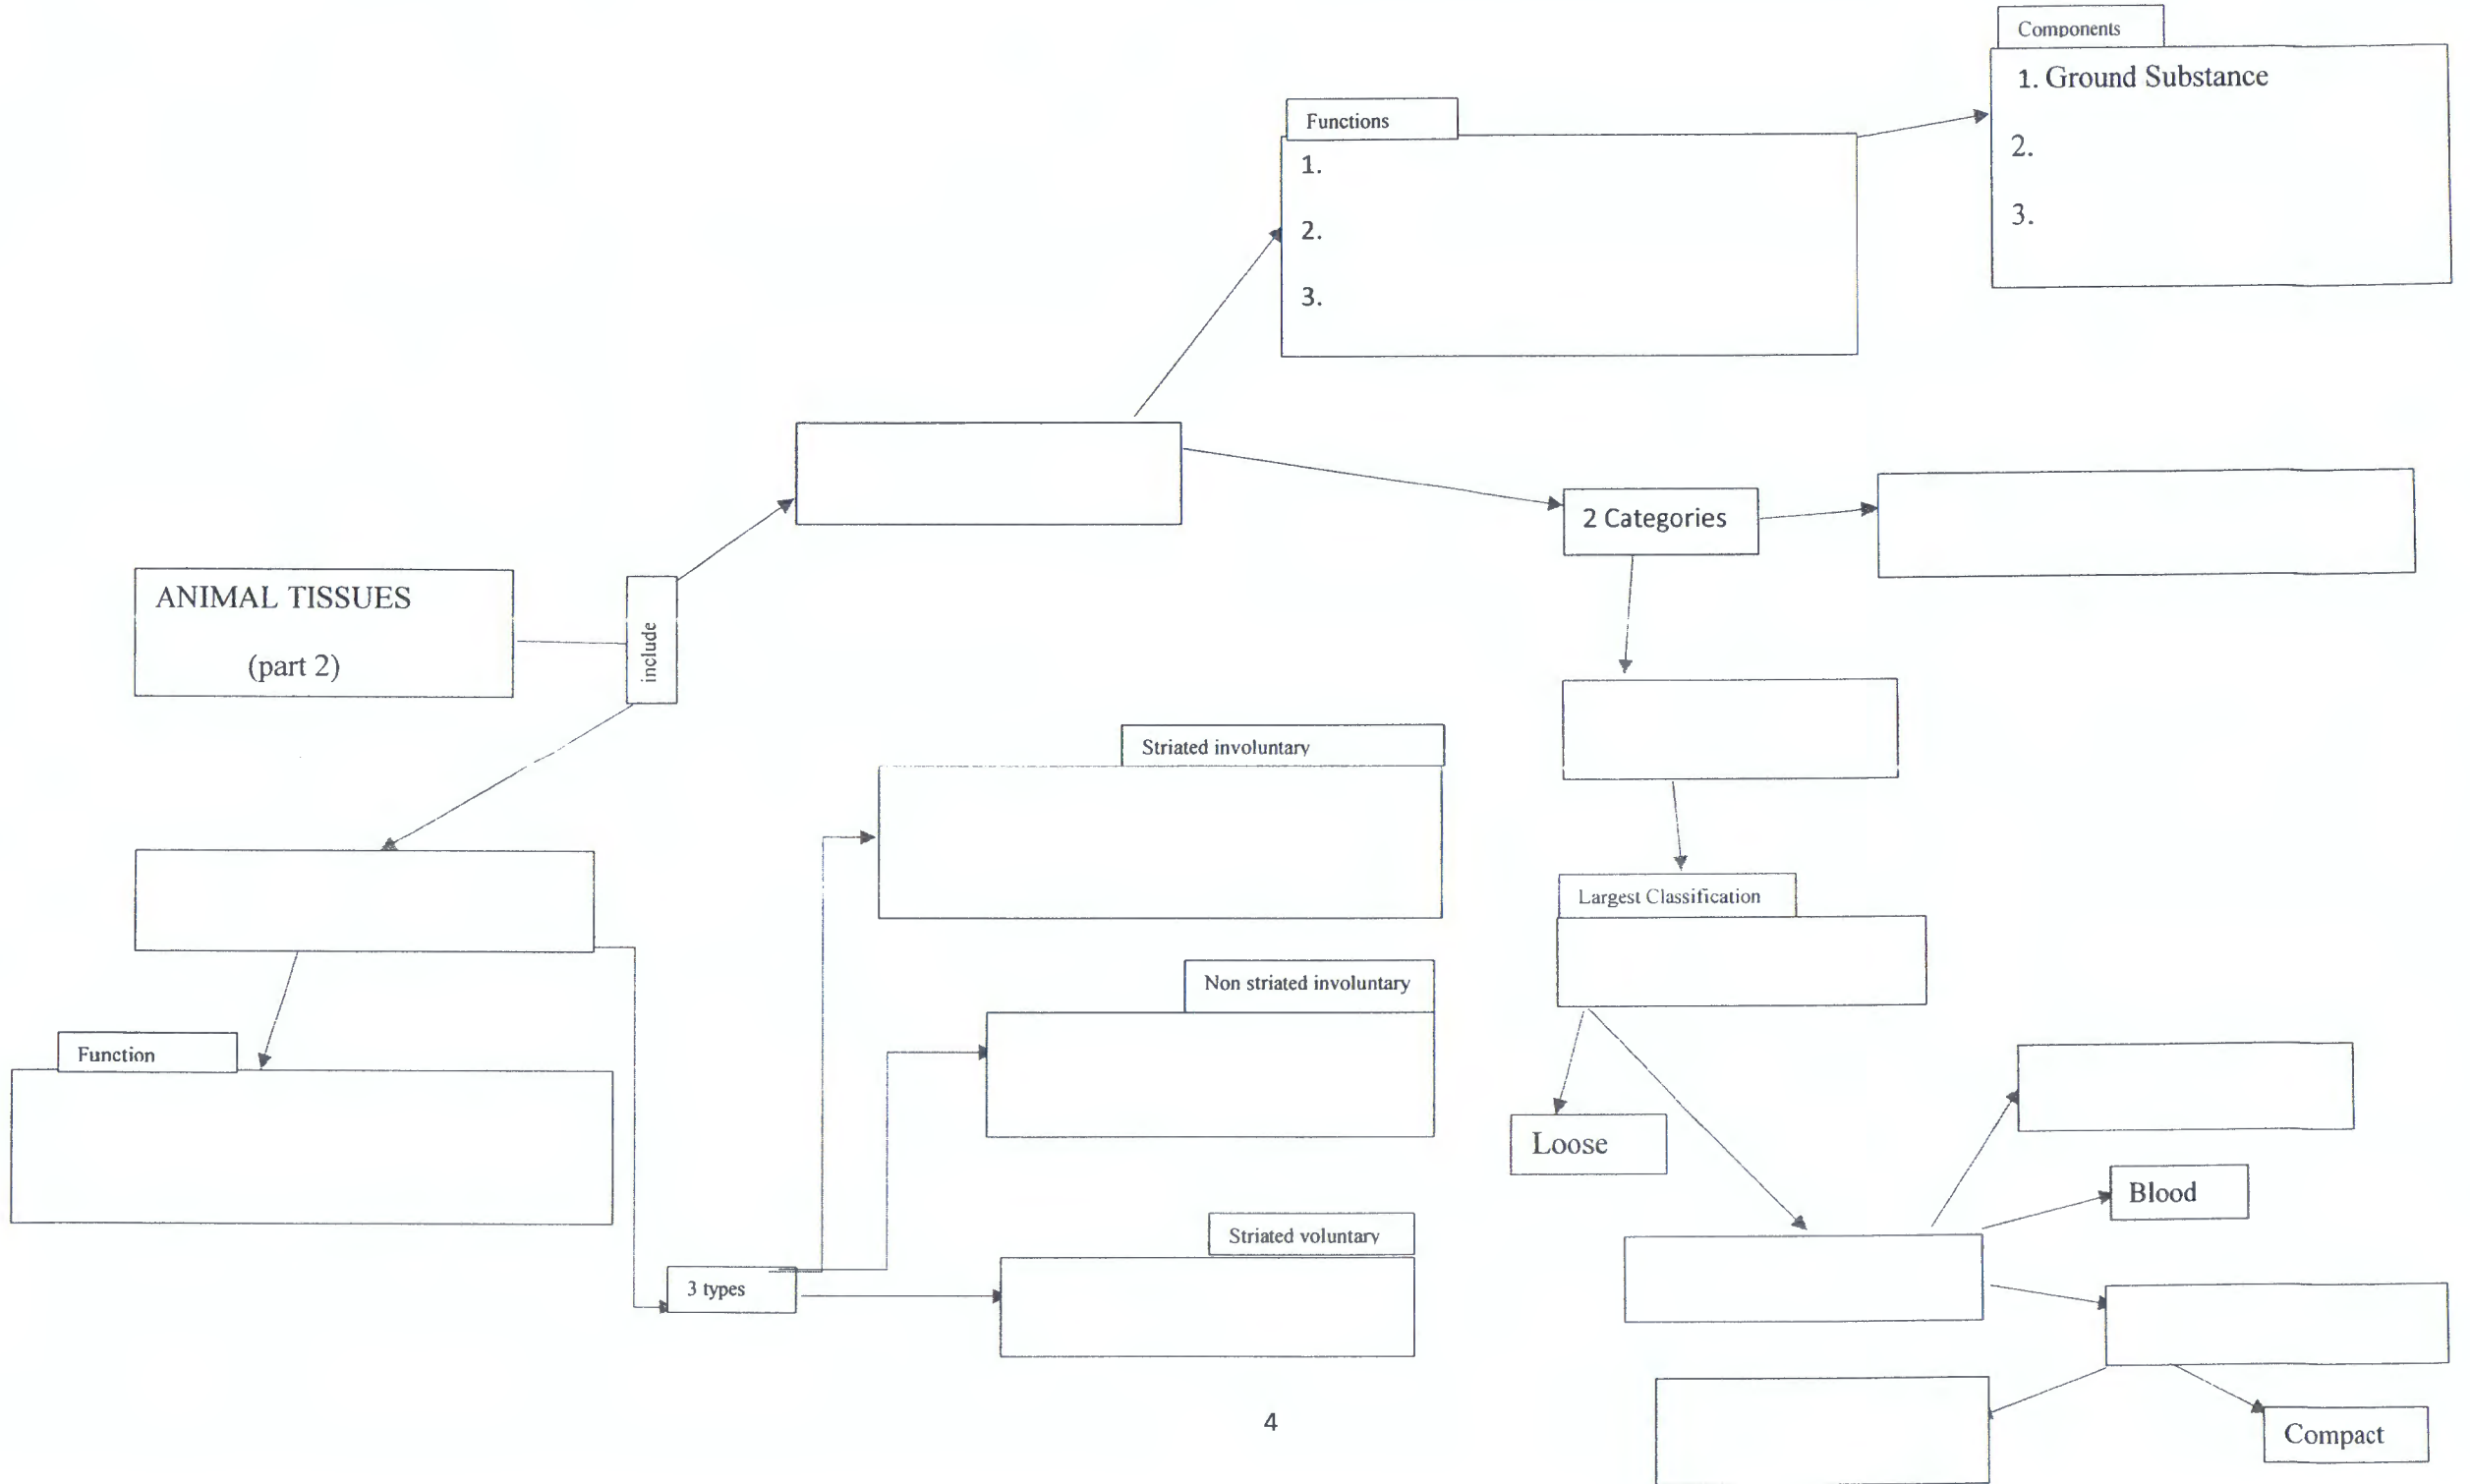 Components
1. Ground Substance
2.
3.
Functions
1.
2.
3.
2 Categories
ANIMAL TISSUES
(part 2)
include
Striated involuntary
Largest Classification
Non striated involuntary
Function
Loose
Blood
Striated voluntary
3 types
Compact
4